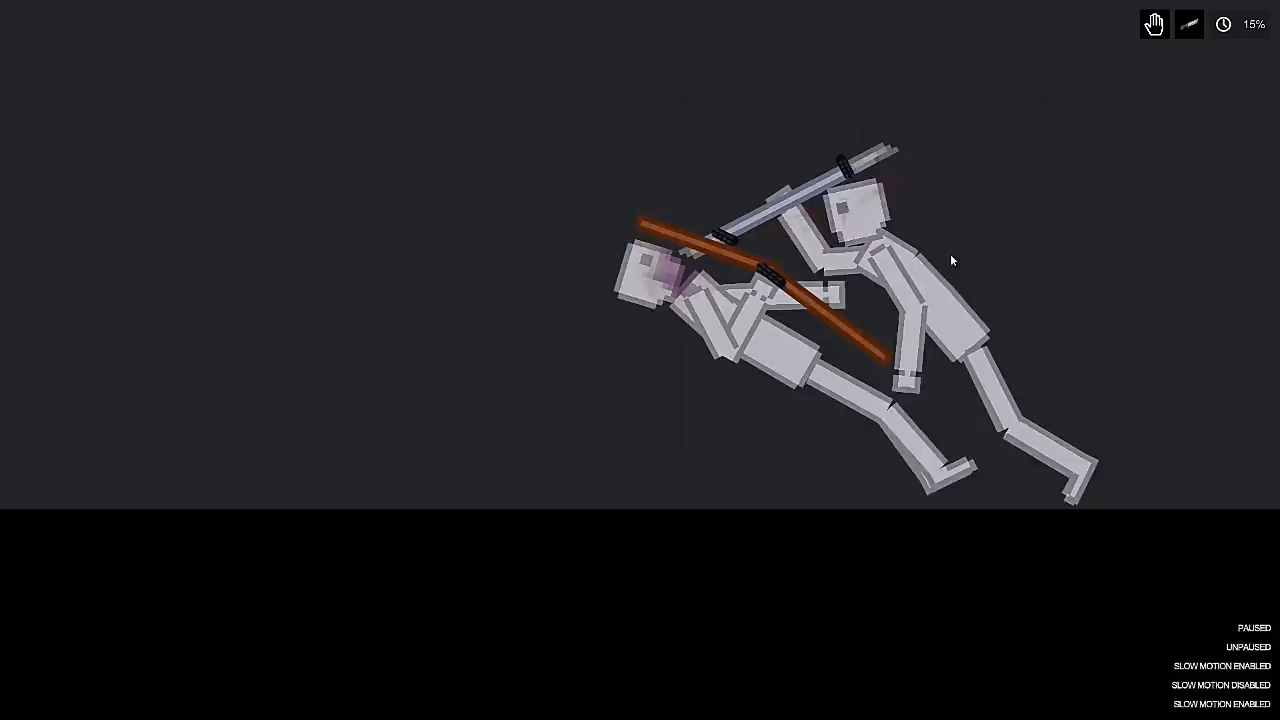 15%
PAUSED
UNPAUSED
SLOW MOTION ENABLED
SLOW MOTION DISABLED
SLOW MOTION ENABLED